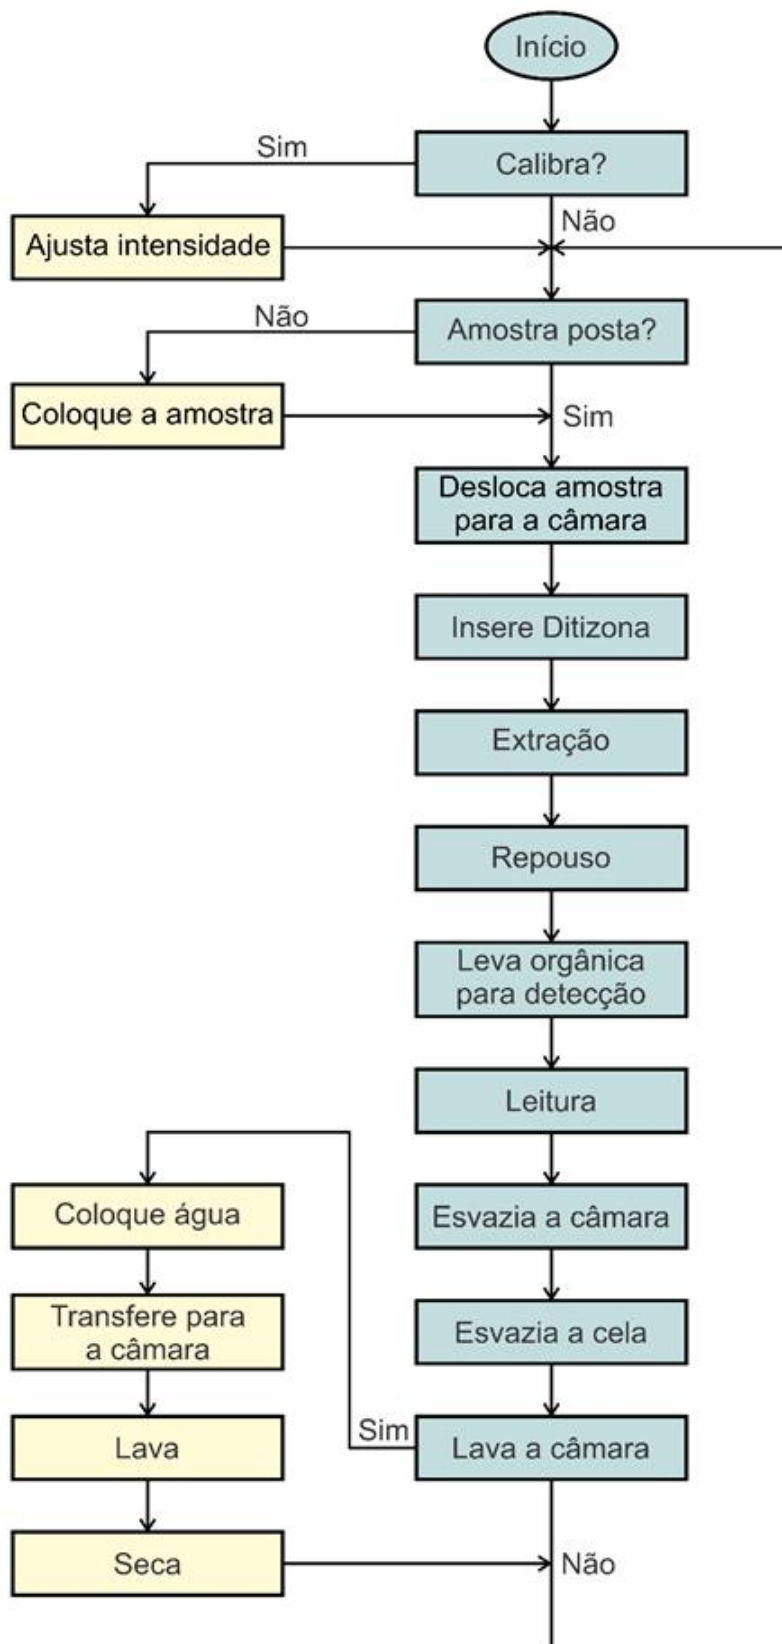 Início
Calibra?
Sim
Não
Ajusta intensidade
Amostra posta?
Não
Coloque a amostra
Sim
Desloca amostra
para a câmara
Insere Ditizona
Extração
Repouso
Leva orgânica
para detecção
Leitura
Esvazia a câmara
Esvazia a cela
Lava a câmara
Sim
Coloque água
Transfere para
a câmara
Lava
Seca
Não